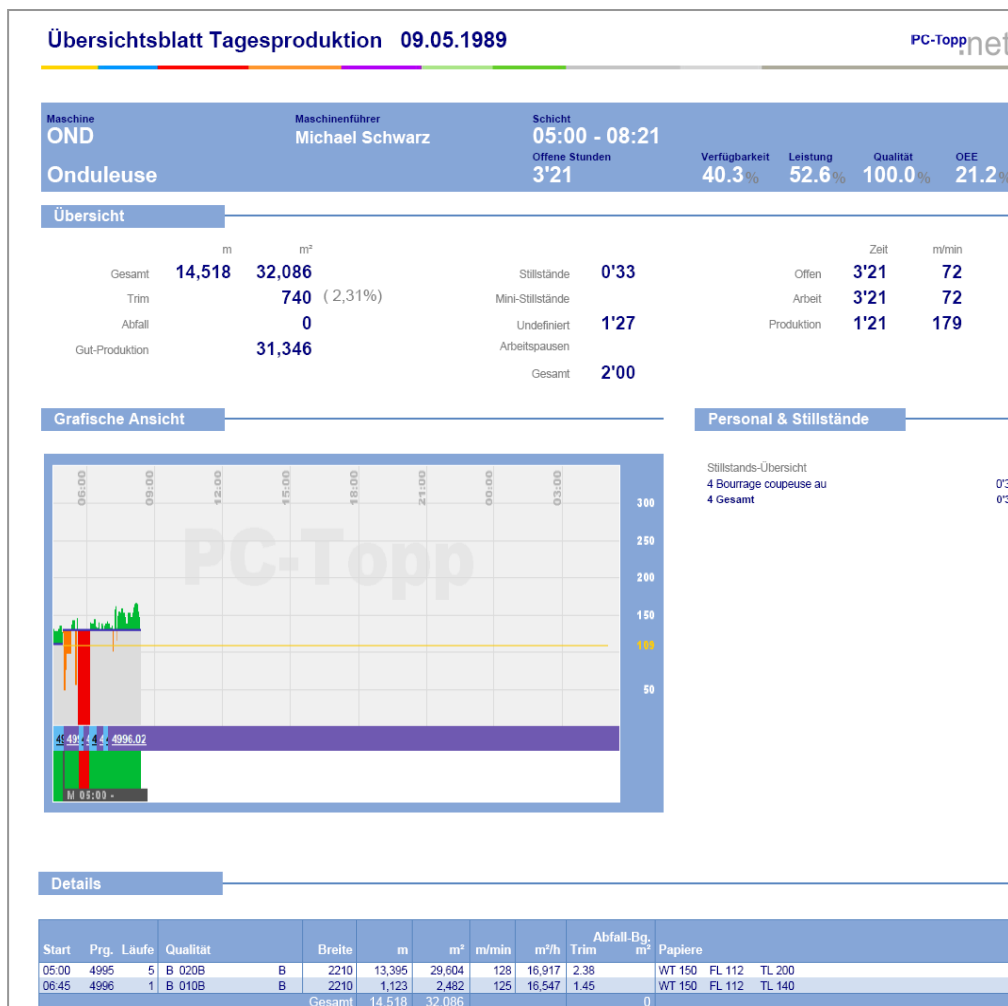 Übersichtsblatt Tagesproduktion 09.05.1989
PC-Topp.net
Maschine Maschinenführer Schicht
OND Michael Schwarz 05:00 - 08:21
Offene Stunden Verfügbarkeit Leistung Qualität OEE
Onduleuse 3'21 40.3% 52.6% 100.0% 21.2%
Übersicht
m m² Zeit m/min
Gesamt 14,518 32,086 Stillstände 0'33 Offen 3'21 72
Trim 740 ( 2,31%) Mini-Stillstände Arbeit 3'21 72
Abfall 0 Undefiniert 1'27 Produktion 1'21 179
Gut-Produktion 31,346 Arbeitspausen
Gesamt 2'00
Grafische Ansicht Personal & Stillstände
Stillstands-Übersicht
4 Bourrage coupeuse au
4 Gesamt
06:00 09:00 12:00 15:00 18:00 21:00 00:00 03:00
300
250
PC-Topp
200
150
109
50
4996.02
M 05:00 -
Details
Abfall-Bg.
Start Prg. Läufe Qualität Breite m m² m/min m²/h Trim m² Papiere
05:00 4995 5 B 020B B 2210 13,395 29,604 128 16,917 2.38 WT 150 FL 112 TL 200
06:45 4996 1 B 010B B 2210 1,123 2,482 125 16,547 1.45 WT 150 FL 112 TL 140
Gesamt 14,518 32,086 0